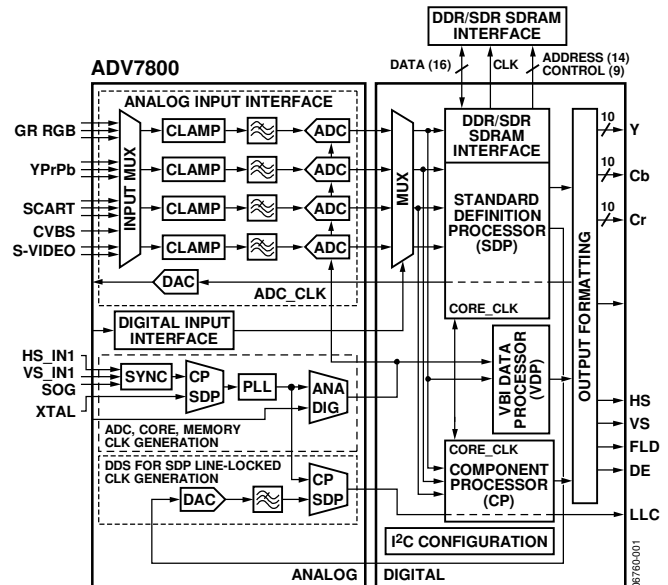 DDR/SDR SDRAM
INTERFACE
DATA (16)
CLK
ADDRESS (14)
CONTROL (9)
ADV7800
ANALOG INPUT INTERFACE
GR RGB
YPrPb
SCART
CVBS
S-VIDEO
INPUT MUX
CLAMP
ADC
CLAMP
ADC
CLAMP
ADC
CLAMP
ADC
DAC
ADC_CLK
MUX
DDR/SDR
SDRAM
INTERFACE
STANDARD
DEFINITION
PROCESSOR
(SDP)
CORE_CLK
OUTPUT FORMATTING
10
Y
10
Cb
10
Cr
DIGITAL INPUT
INTERFACE
HS_IN1
VS_IN1
SOG
XTAL
SYNC
CP
SDP
PLL
ANA
DIG
ADC, CORE, MEMORY
CLK GENERATION
VBI DATA
PROCESSOR
(VDP)
HS
VS
FLD
DE
LLC
DDS FOR SDP LINE-LOCKED
CLK GENERATION
DAC
CP
SDP
CORE_CLK
COMPONENT
PROCESSOR
(CP)
I²C CONFIGURATION
ANALOG
DIGITAL
06760-001